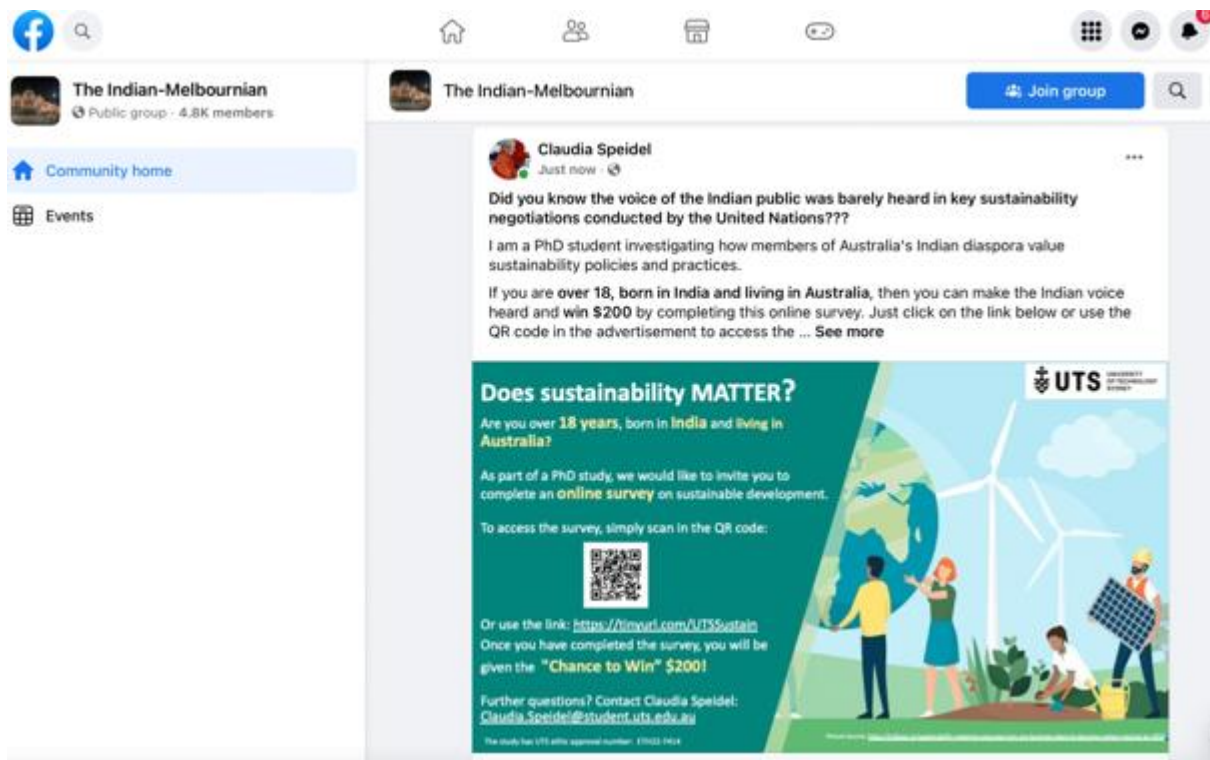 The Indian-Melbournian
Public group · 4.8K members
Community home
Events
The Indian-Melbournian
Join group
Claudia Speidel
Just now
Did you know the voice of the Indian public was barely heard in key sustainability
negotiations conducted by the United Nations???
I am a PhD student investigating how members of Australia's Indian diaspora value
sustainability policies and practices.
If you are over 18, born in India and living in Australia, then you can make the Indian voice
heard and win $200 by completing this online survey. Just click on the link below or use the
QR code in the advertisement to access the ... See more
UTS UNIVERSITY
OF TECHNOLOGY
SYDNEY
Does sustainability MATTER?
Are you over 18 years, born in India and living in
Australia?
As part of a PhD study, we would like to invite you to
complete an online survey on sustainable development.
To access the survey, simply scan in the QR code:
Or use the link: https://tinyurl.com/UTSSustain
Once you have completed the survey, you will be
given the "Chance to Win" $200!
Further questions? Contact Claudia Speidel:
Claudia.Speidel@student.uts.edu.au
The study has UTS ethic approval number: